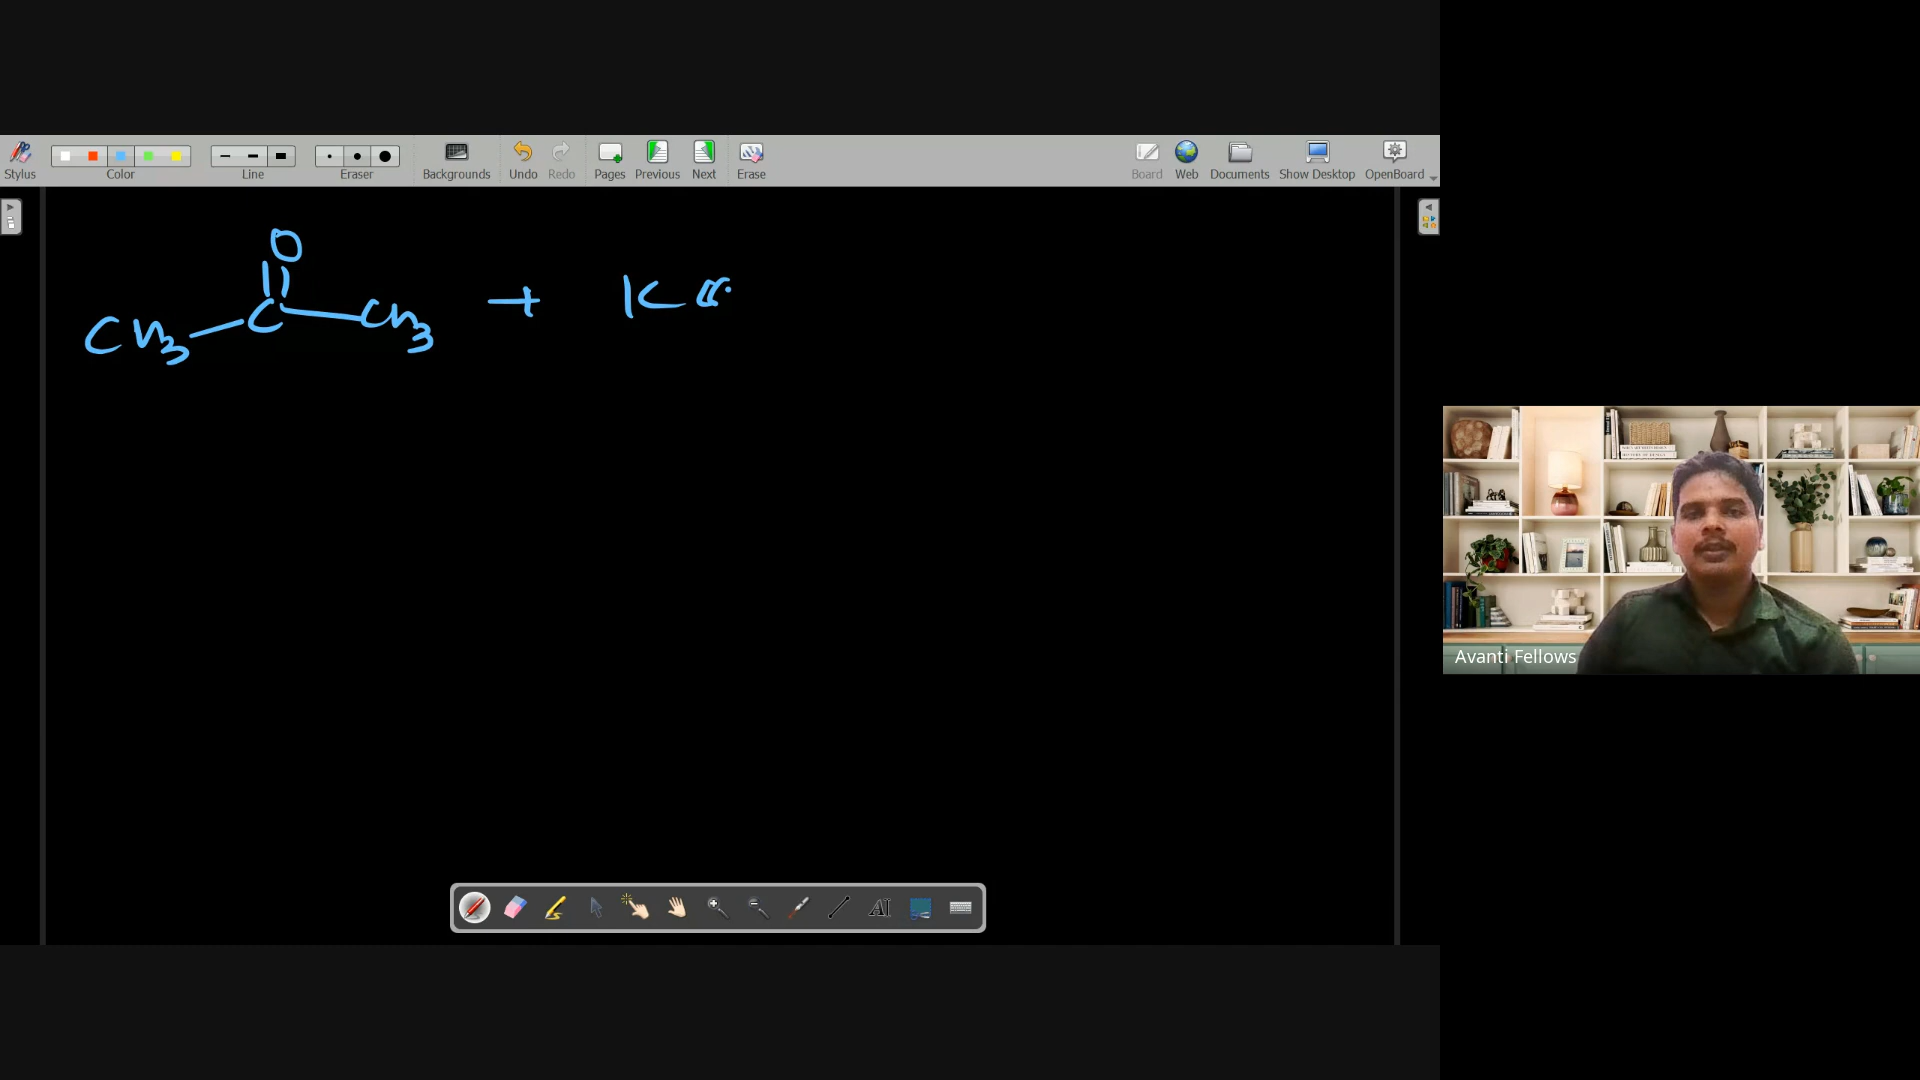 Stylus Color Line Eraser Backgrounds Undo Redo Pages Previous Next Erase Board Web Documents Show Desktop OpenBoard
O
||
CH3 — C — CH3 + K
AI
Avanti Fellows